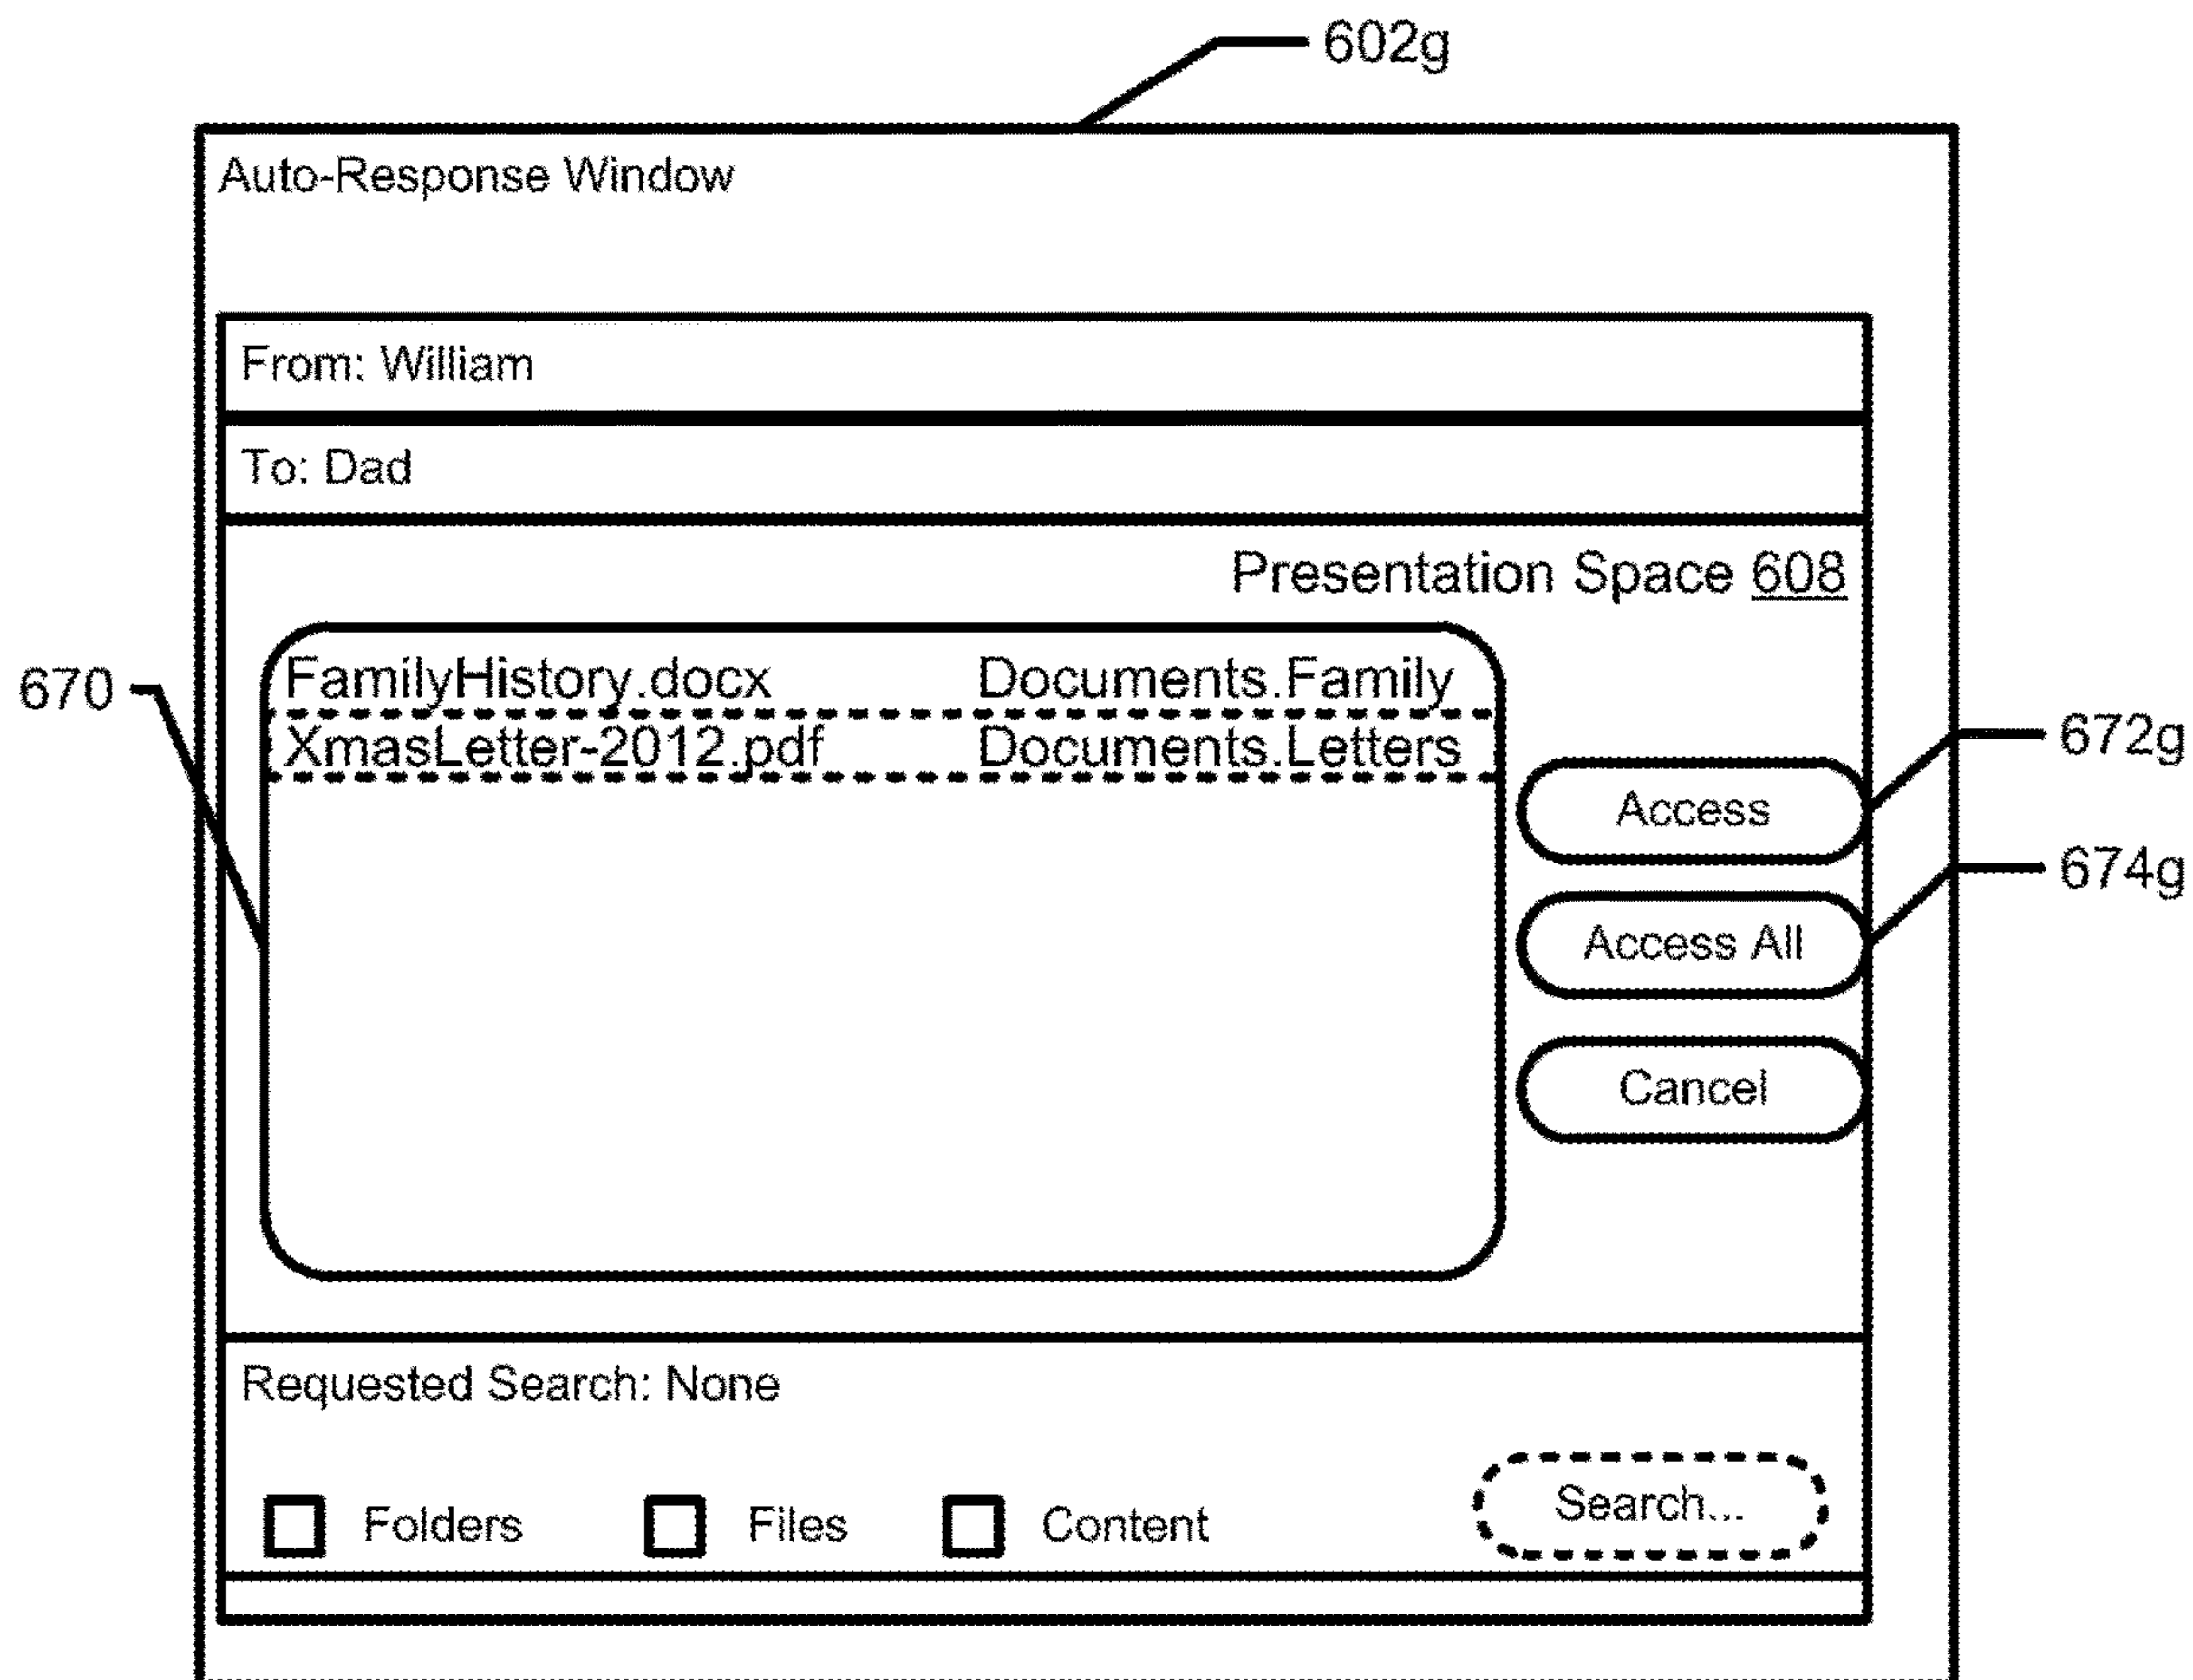 602g
Auto-Response Window
From: William
To: Dad
Presentation Space 608
670
FamilyHistory.docx Documents.Family
XmasLetter-2012.pdf Documents.Letters
672g
Access
674g
Access All
Cancel
Requested Search: None
Folders Files Content Search...